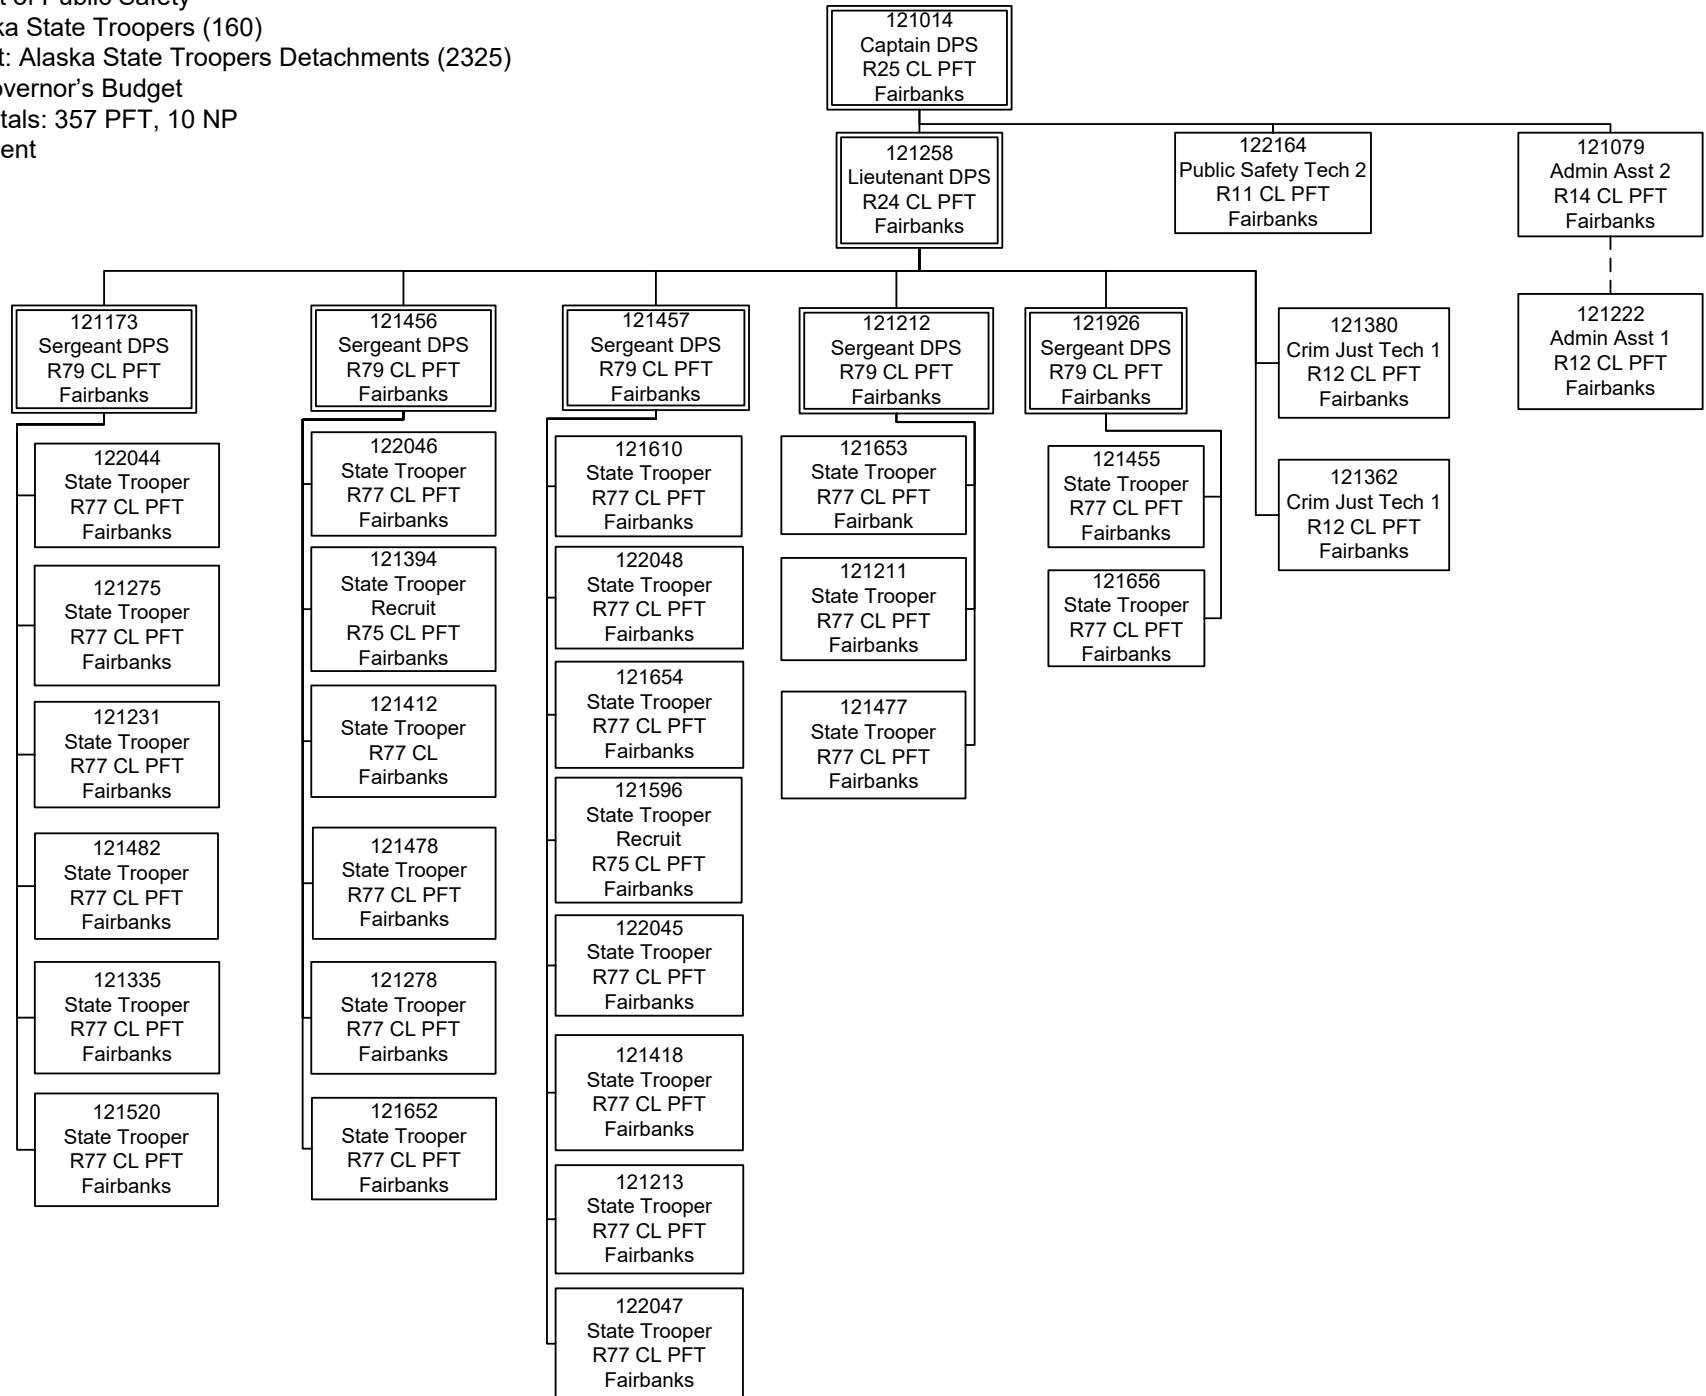 of Public Safety
State Troopers (160)
Alaska State Troopers Detachments (2325)
Budget
357 PFT, 10 NP
121014
Captain DPS
R25 CL PFT
Fairbanks
121258
Lieutenant DPS
R24 CL PFT
Fairbanks
122164
Public Safety Tech 2
R11 CL PFT
Fairbanks
121079
Admin Asst 2
R14 CL PFT
Fairbanks
121222
Admin Asst 1
R12 CL PFT
Fairbanks
121173
Sergeant DPS
R79 CL PFT
Fairbanks
121456
Sergeant DPS
R79 CL PFT
Fairbanks
121457
Sergeant DPS
R79 CL PFT
Fairbanks
121212
Sergeant DPS
R79 CL PFT
Fairbanks
121926
Sergeant DPS
R79 CL PFT
Fairbanks
121380
Crim Just Tech 1
R12 CL PFT
Fairbanks
121362
Crim Just Tech 1
R12 CL PFT
Fairbanks
122044
State Trooper
R77 CL PFT
Fairbanks
121275
State Trooper
R77 CL PFT
Fairbanks
121231
State Trooper
R77 CL PFT
Fairbanks
121482
State Trooper
R77 CL PFT
Fairbanks
121335
State Trooper
R77 CL PFT
Fairbanks
121520
State Trooper
R77 CL PFT
Fairbanks
122046
State Trooper
R77 CL PFT
Fairbanks
121394
State Trooper
Recruit
R75 CL PFT
Fairbanks
121412
State Trooper
R77 CL
Fairbanks
121478
State Trooper
R77 CL PFT
Fairbanks
121278
State Trooper
R77 CL PFT
Fairbanks
121652
State Trooper
R77 CL PFT
Fairbanks
121610
State Trooper
R77 CL PFT
Fairbanks
122048
State Trooper
R77 CL PFT
Fairbanks
121654
State Trooper
R77 CL PFT
Fairbanks
121596
State Trooper
Recruit
R75 CL PFT
Fairbanks
122045
State Trooper
R77 CL PFT
Fairbanks
121418
State Trooper
R77 CL PFT
Fairbanks
121213
State Trooper
R77 CL PFT
Fairbanks
122047
State Trooper
R77 CL PFT
Fairbanks
121653
State Trooper
R77 CL PFT
Fairbank
121211
State Trooper
R77 CL PFT
Fairbanks
121477
State Trooper
R77 CL PFT
Fairbanks
121455
State Trooper
R77 CL PFT
Fairbanks
121656
State Trooper
R77 CL PFT
Fairbanks